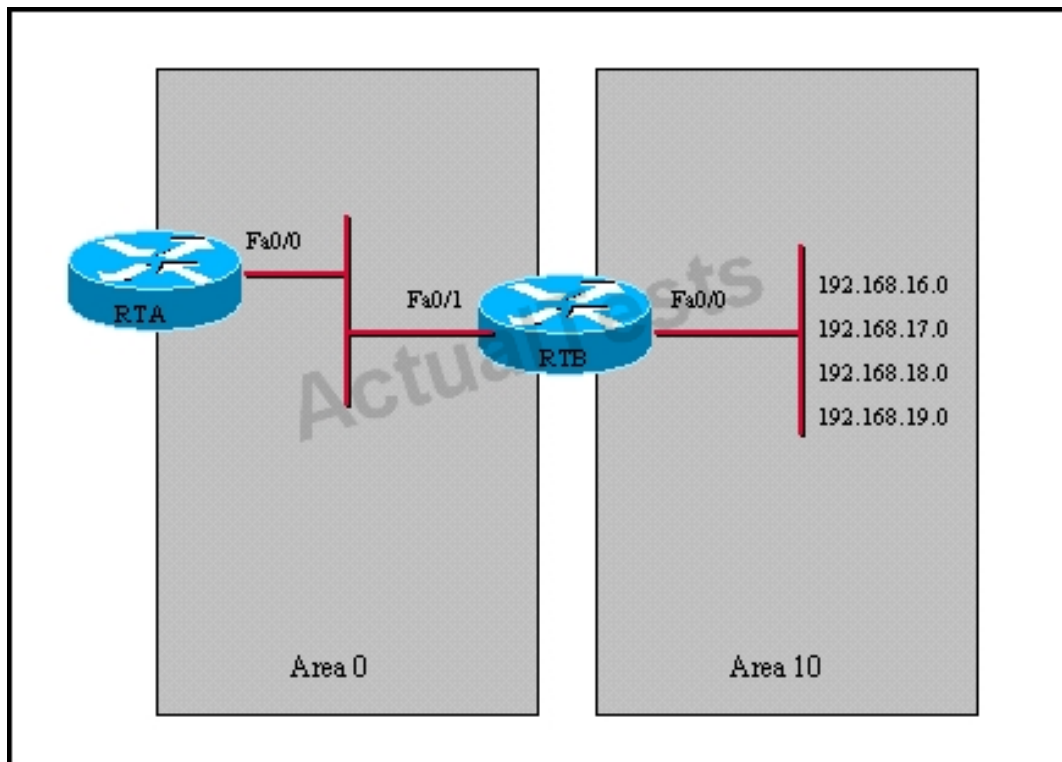 Fa0/0
RTA
Fa0/1
RTB
Fa0/0
192.168.16.0
192.168.17.0
192.168.18.0
192.168.19.0
ActualTests
Area 0
Area 10